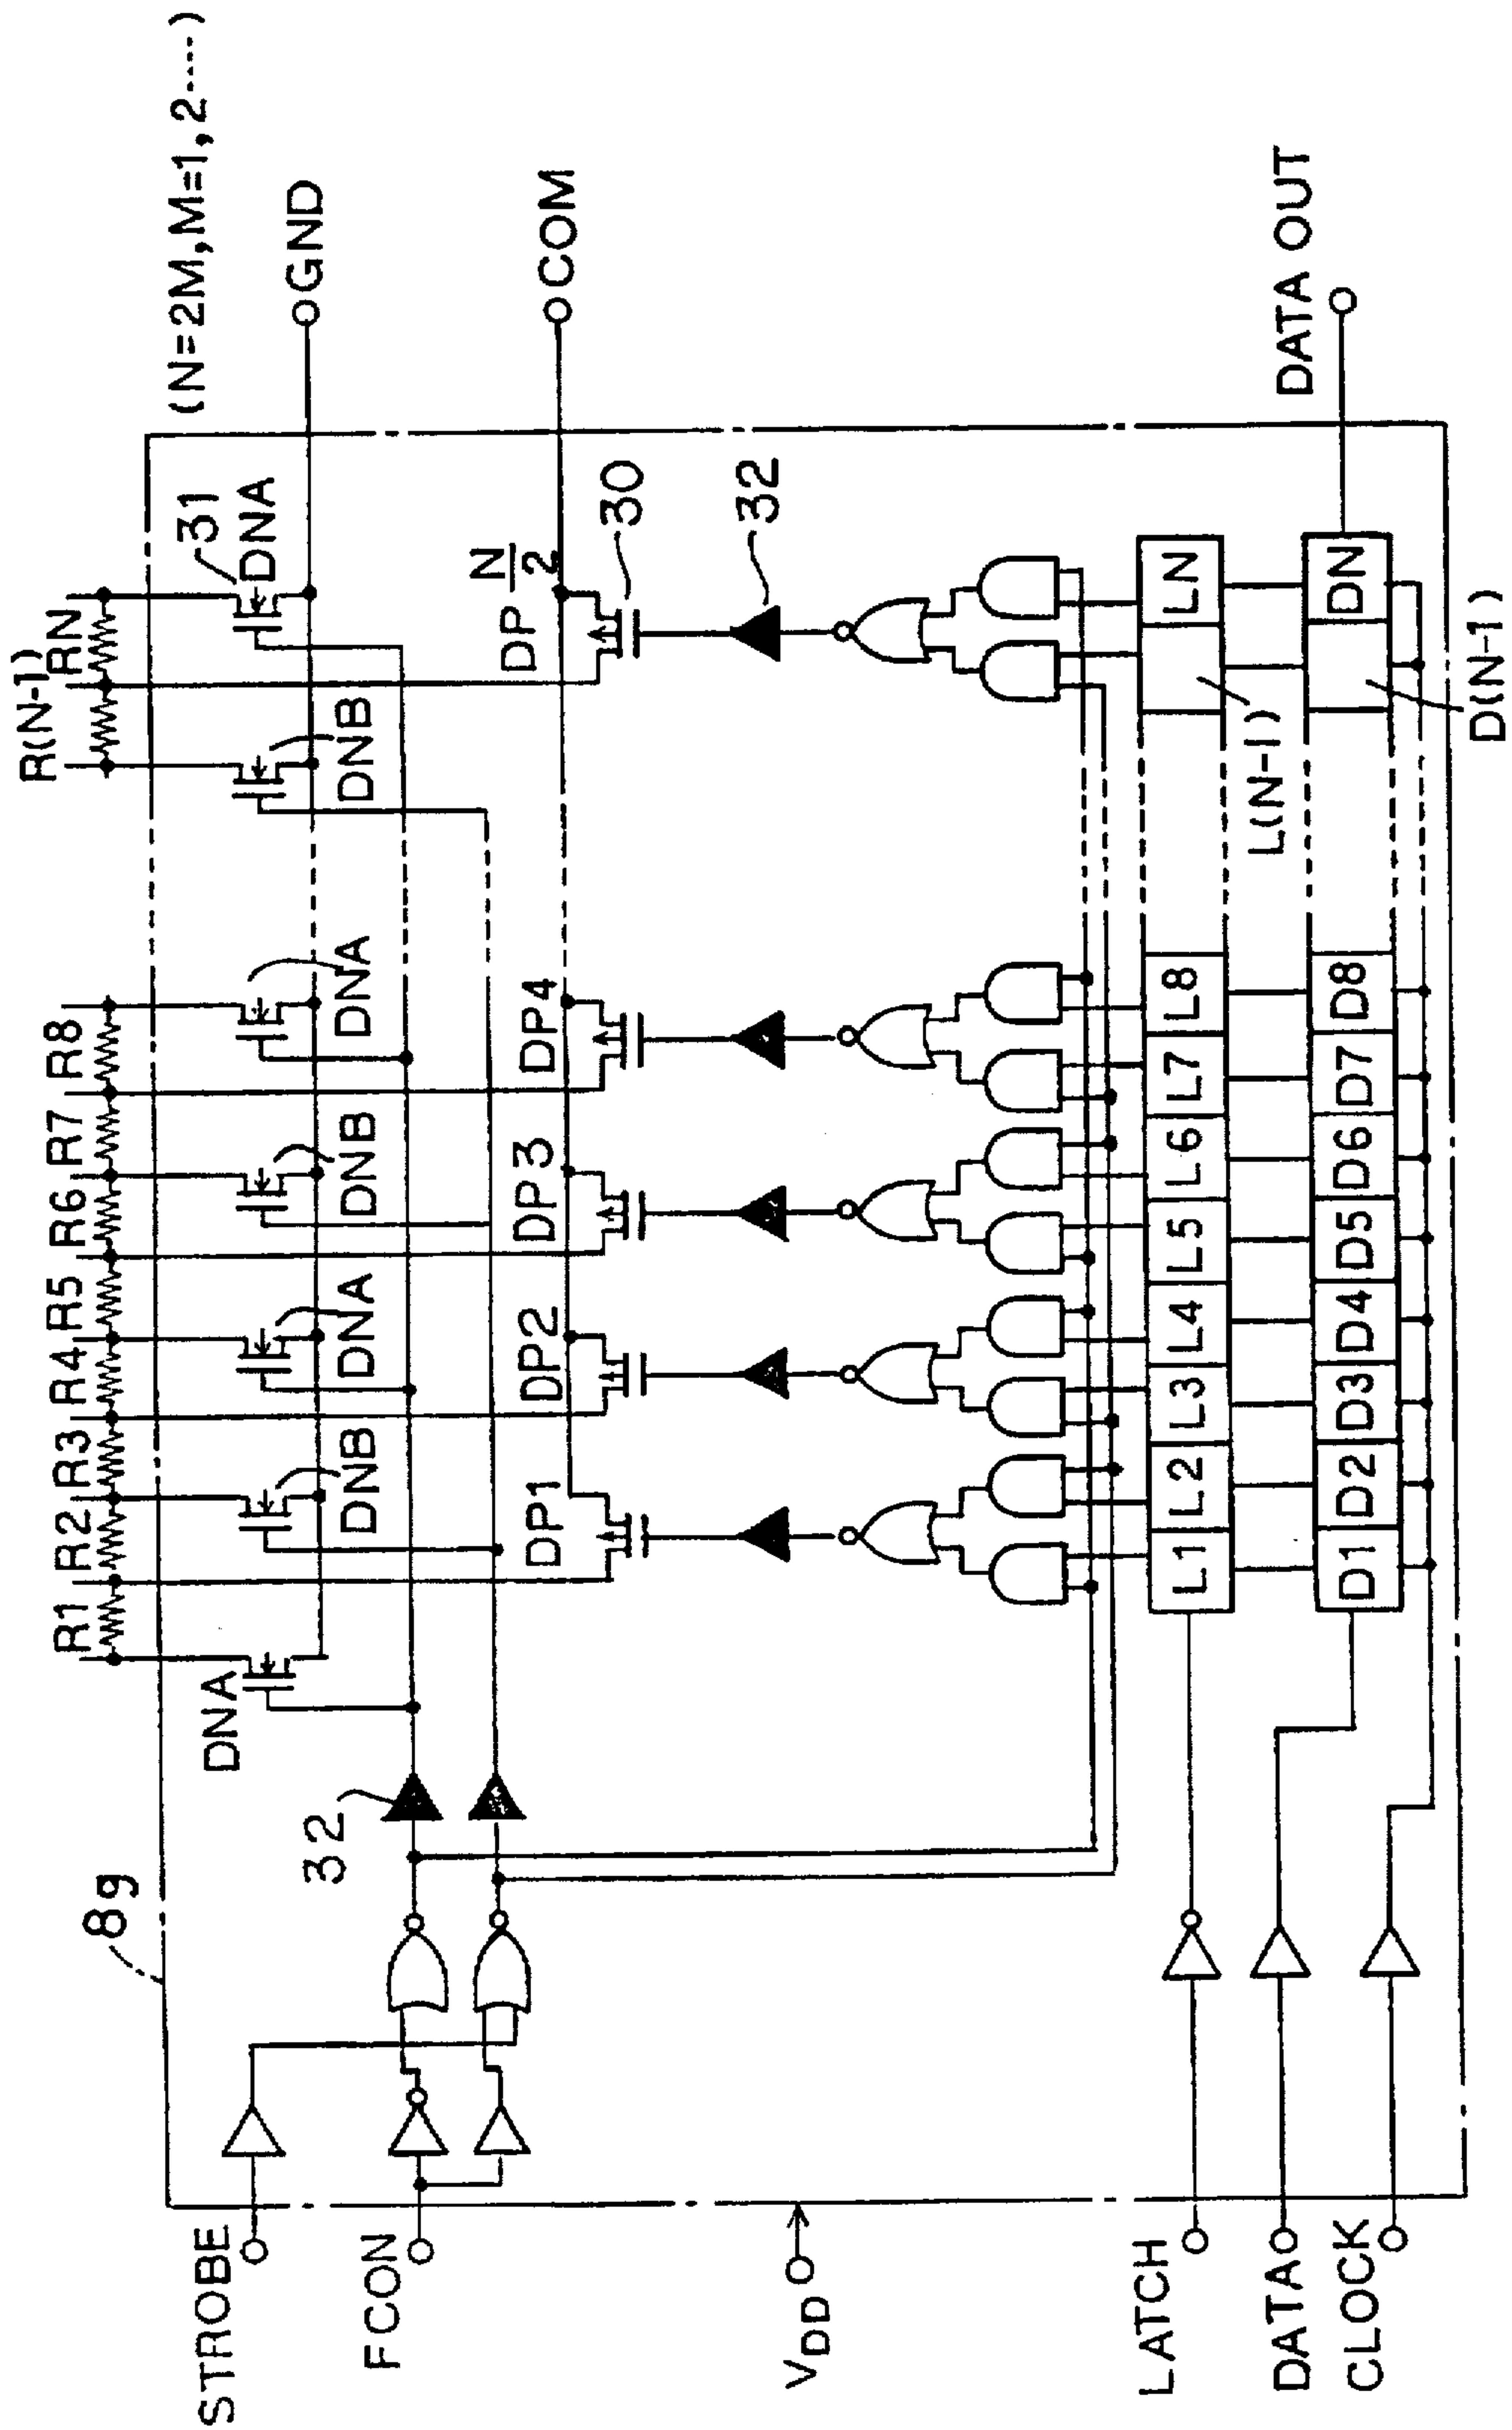 (N=2M,M=1,2----)
R1 R2 R3 R4 R5 R6 R7 R8 R(N-1) RN
8g
31
DNA DNB DNA DNB DNA DNB DNA
GND
STROBE
32
FCON
COM
DP1 DP2 DP3 DP4 DP N/2
30
32
VDD
LATCH
L1 L2 L3 L4 L5 L6 L7 L8 LN
L(N-1)
DATA
DATA OUT
D1 D2 D3 D4 D5 D6 D7 D8 DN
CLOCK
D(N-1)